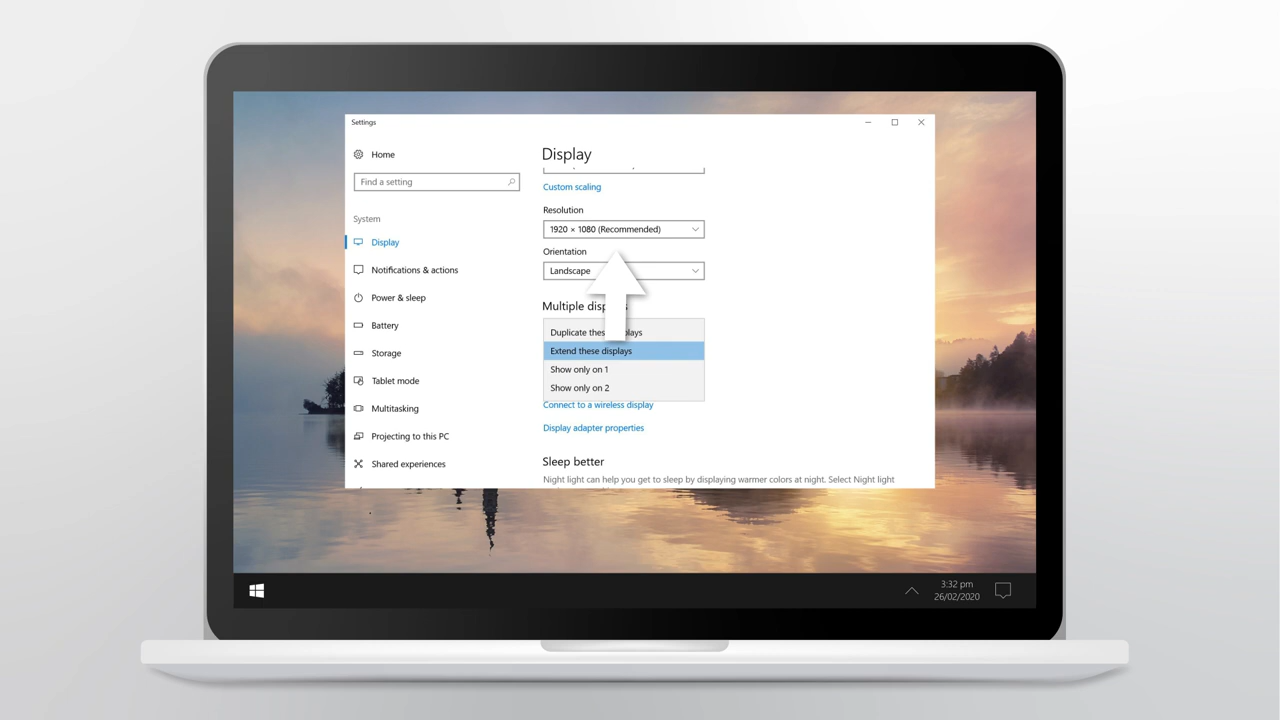 Settings
Home
Find a setting
System
Display
Notifications & actions
Power & sleep
Battery
Storage
Tablet mode
Multitasking
Projecting to this PC
Shared experiences
Display
Custom scaling
Resolution
1920 × 1080 (Recommended)
Orientation
Landscape
Multiple
Duplicate
Extend these displays
Show only on 1
Show only on 2
Connect to a wireless display
Display adapter properties
Sleep better
Night light can help you get to sleep by displaying warmer colors at night. Select Night light
3:32 pm
26/02/2020